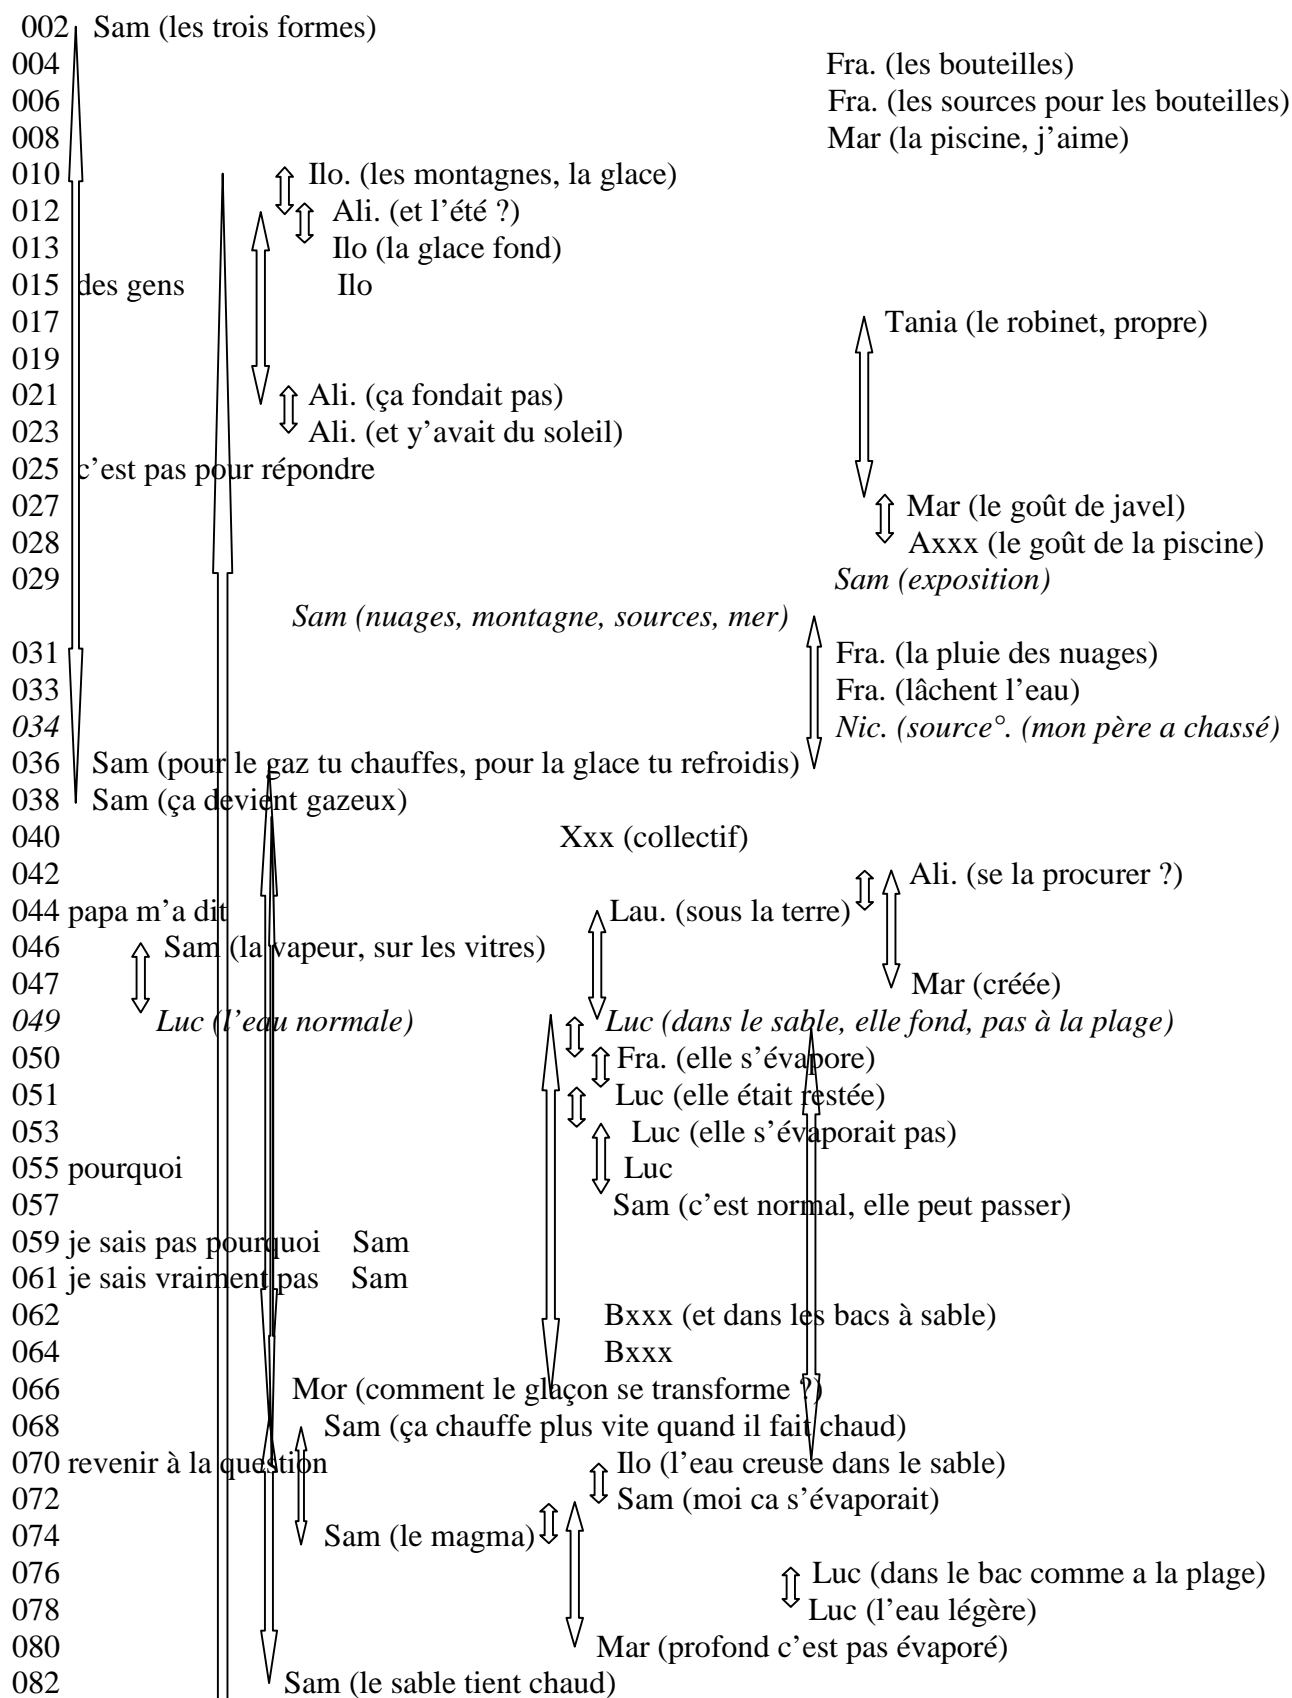 002 Sam (les trois formes)
004 Fra. (les bouteilles)
006 Fra. (les sources pour les bouteilles)
008 Mar (la piscine, j'aime)
010 Ilo. (les montagnes, la glace)
012 Ali. (et l'été ?)
013 Ilo (la glace fond)
015 des gens Ilo
017 Tania (le robinet, propre)
019
021 Ali. (ça fondait pas)
023 Ali. (et y'avait du soleil)
025 c'est pas pour répondre
027 Mar (le goût de javel)
028 Axxx (le goût de la piscine)
029 Sam (exposition)
Sam (nuages, montagne, sources, mer)
031 Fra. (la pluie des nuages)
033 Fra. (lâchent l'eau)
034 Nic. (source°. (mon père a chassé)
036 Sam (pour le gaz tu chauffes, pour la glace tu refroidis)
038 Sam (ça devient gazeux)
040 Xxx (collectif)
042 Ali. (se la procurer ?)
044 papa m'a dit Lau. (sous la terre)
046 Sam (la vapeur, sur les vitres)
047 Mar (créée)
049 Luc (l'eau normale) Luc (dans le sable, elle fond, pas à la plage)
050 Fra. (elle s'évapore)
051 Luc (elle était restée)
053 Luc (elle s'évaporait pas)
055 pourquoi Luc
057 Sam (c'est normal, elle peut passer)
059 je sais pas pourquoi Sam
061 je sais vraiment pas Sam
062 Bxxx (et dans les bacs à sable)
064 Bxxx
066 Mor (comment le glaçon se transforme ?)
068 Sam (ça chauffe plus vite quand il fait chaud)
070 revenir à la question Ilo (l'eau creuse dans le sable)
072 Sam (moi ca s'évaporait)
074 Sam (le magma)
076 Luc (dans le bac comme a la plage)
078 Luc (l'eau légère)
080 Mar (profond c'est pas évaporé)
082 Sam (le sable tient chaud)